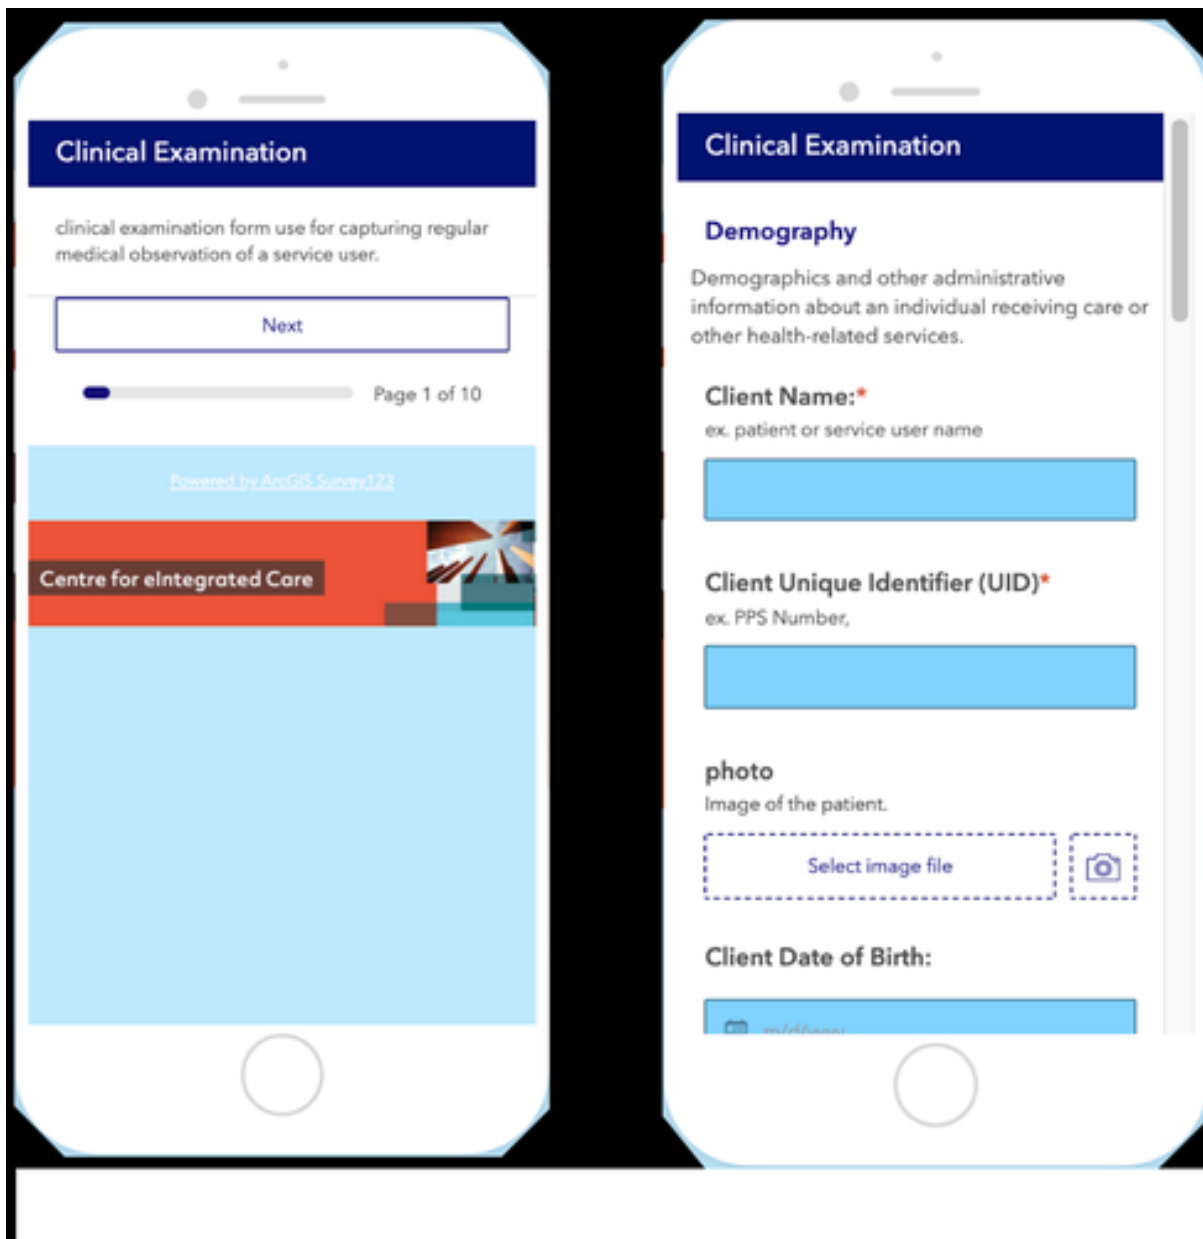 Clinical Examination
clinical examination form use for capturing regular
medical observation of a service user.
Next
Page 1 of 10
Powered by ArcGIS Survey123
Centre for eIntegrated Care
Clinical Examination
Demography
Demographics and other administrative
information about an individual receiving care or
other health-related services.
Client Name:*
ex. patient or service user name
Client Unique Identifier (UID)*
ex. PPS Number,
photo
Image of the patient.
Select image file
Client Date of Birth:
m/d/yyyy